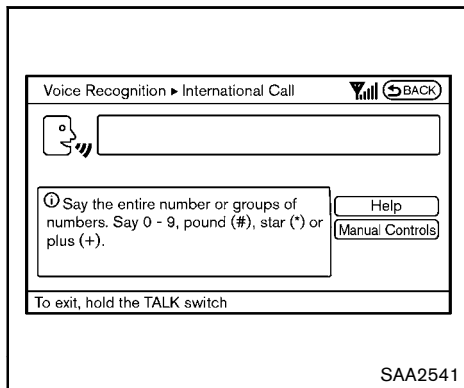 Voice Recognition ▸ International Call
BACK
Say the entire number or groups of
numbers. Say 0 - 9, pound (#), star (*) or
plus (+).
Help
Manual Controls
To exit, hold the TALK switch
SAA2541